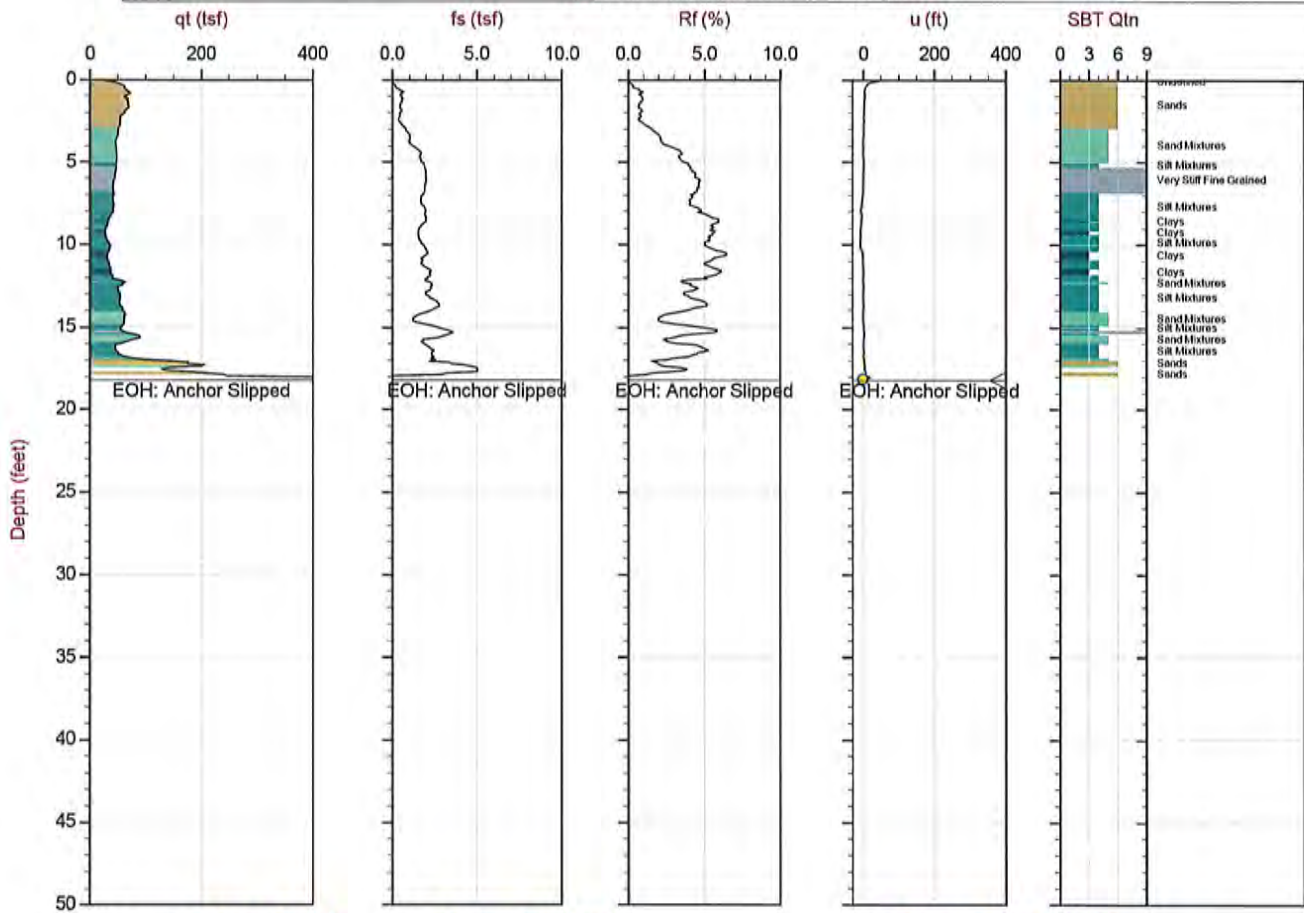 qt (tsf) fs (tsf) Rf (%) u (ft) SBT Qtn
0 200 400 0.0 5.0 10.0 0.0 5.0 10.0 0 200 400 0 3 6 9
0
5
10
15
20
25
30
35
40
45
50
Depth (feet)
Undefined
Sands
Sand Mixtures
Silt Mixtures
Very Stiff Fine Grained
Silt Mixtures
Clays
Clays
Silt Mixtures
Clays
Clays
Sand Mixtures
Silt Mixtures
Sand Mixtures
Silt Mixtures
Sand Mixtures
Silt Mixtures
Sands
Sands
EOH: Anchor Slipped EOH: Anchor Slipped EOH: Anchor Slipped EOH: Anchor Slipped